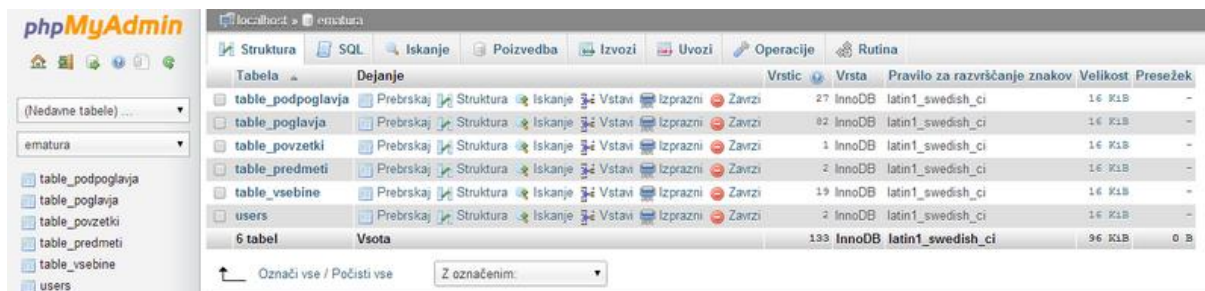 phpMyAdmin
(Nedavne tabele) ...
ematura
table_podpoglavja
table_poglavja
table_povzetki
table_predmeti
table_vsebine
users
localhost » ematura
Struktura SQL Iskanje Poizvedba Izvozi Uvozi Operacije Rutina
Tabela Dejanje Vrstic Vrsta Pravilo za razvrščanje znakov Velikost Presežek
table_podpoglavja Prebrskaj Struktura Iskanje Vstavi Izprazni Zavrzi 27 InnoDB latin1_swedish_ci 16 KiB -
table_poglavja Prebrskaj Struktura Iskanje Vstavi Izprazni Zavrzi 82 InnoDB latin1_swedish_ci 16 KiB -
table_povzetki Prebrskaj Struktura Iskanje Vstavi Izprazni Zavrzi 1 InnoDB latin1_swedish_ci 16 KiB -
table_predmeti Prebrskaj Struktura Iskanje Vstavi Izprazni Zavrzi 2 InnoDB latin1_swedish_ci 16 KiB -
table_vsebine Prebrskaj Struktura Iskanje Vstavi Izprazni Zavrzi 19 InnoDB latin1_swedish_ci 16 KiB -
users Prebrskaj Struktura Iskanje Vstavi Izprazni Zavrzi 2 InnoDB latin1_swedish_ci 16 KiB -
6 tabel Vsota 133 InnoDB latin1_swedish_ci 96 KiB 0 B
Označi vse / Počisti vse Z označenim: